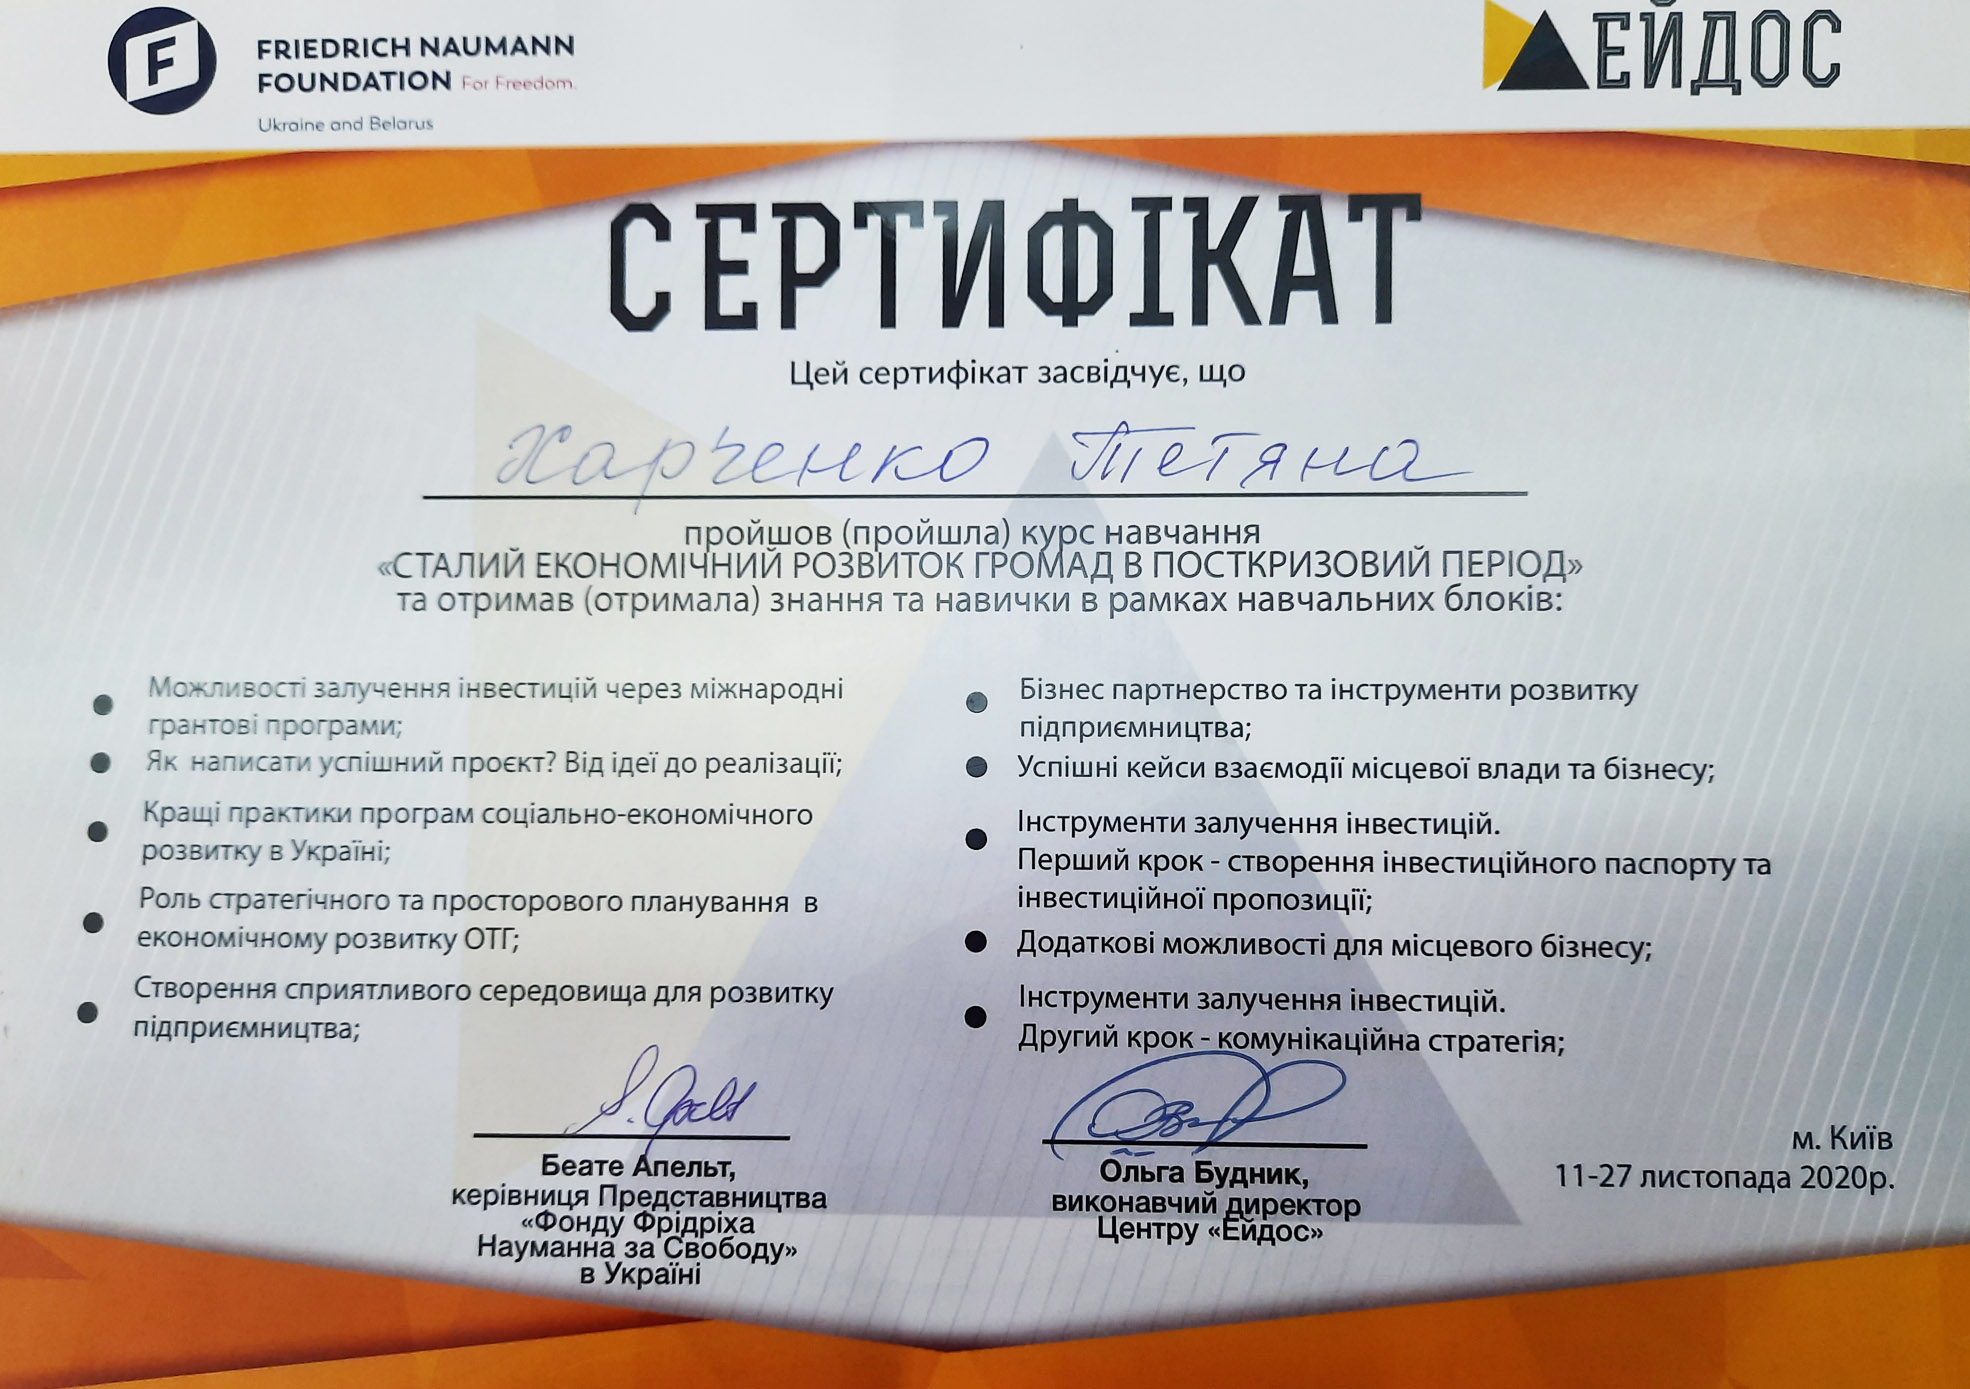 FRIEDRICH NAUMANN
FOUNDATION For Freedom.
Ukraine and Belarus
ЕЙДОС
СЕРТИФІКАТ
Цей сертифікат засвідчує, що
Харченко Тетяна
пройшов (пройшла) курс навчання
«СТАЛИЙ ЕКОНОМІЧНИЙ РОЗВИТОК ГРОМАД В ПОСТКРИЗОВИЙ ПЕРІОД»
та отримав (отримала) знання та навички в рамках навчальних блоків:
Можливості залучення інвестицій через міжнародні
грантові програми;
Як написати успішний проєкт? Від ідеї до реалізації;
Кращі практики програм соціально-економічного
розвитку в Україні;
Роль стратегічного та просторового планування в
економічному розвитку ОТГ;
Створення сприятливого середовища для розвитку
підприємництва;
Бізнес партнерство та інструменти розвитку
підприємництва;
Успішні кейси взаємодії місцевої влади та бізнесу;
Інструменти залучення інвестицій.
Перший крок - створення інвестиційного паспорту та
інвестиційної пропозиції;
Додаткові можливості для місцевого бізнесу;
Інструменти залучення інвестицій.
Другий крок - комунікаційна стратегія;
Беате Апельт,
керівниця Представництва
«Фонду Фрідріха
Науманна за Свободу»
в Україні
Ольга Будник,
виконавчий директор
Центру «Ейдос»
м. Київ
11-27 листопада 2020р.